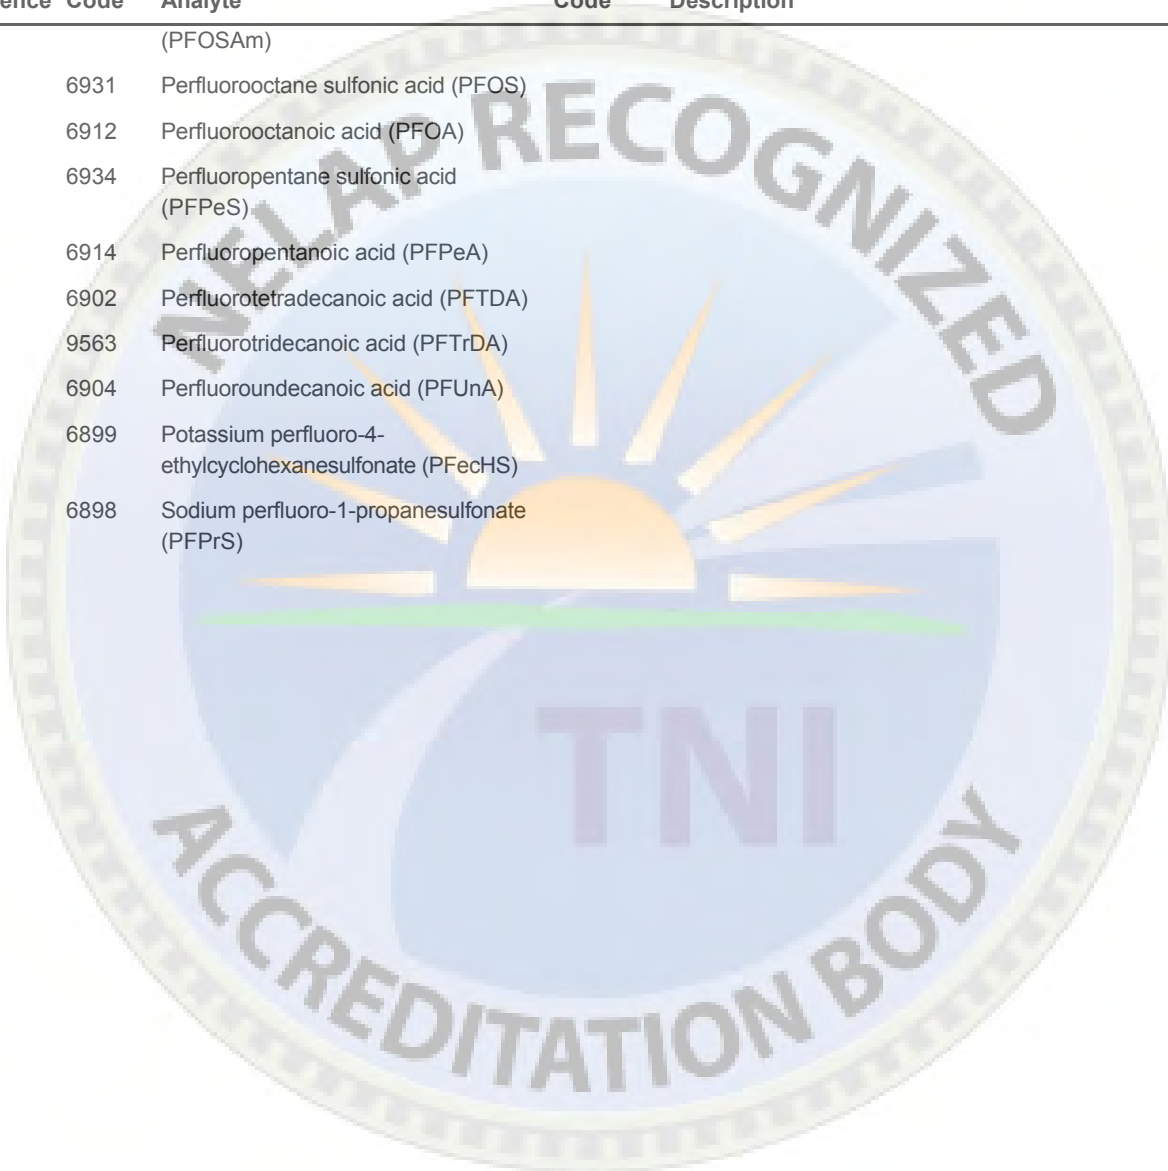 ence Code Analyte Code Description
(PFOSAm)
6931 Perfluorooctane sulfonic acid (PFOS)
6912 Perfluorooctanoic acid (PFOA)
6934 Perfluoropentane sulfonic acid
(PFPeS)
6914 Perfluoropentanoic acid (PFPeA)
6902 Perfluorotetradecanoic acid (PFTDA)
9563 Perfluorotridecanoic acid (PFTrDA)
6904 Perfluoroundecanoic acid (PFUnA)
6899 Potassium perfluoro-4-
ethylcyclohexanesulfonate (PFecHS)
6898 Sodium perfluoro-1-propanesulfonate
(PFPrS)
NELAP RECOGNIZED
TNI
ACCREDITATION BODY